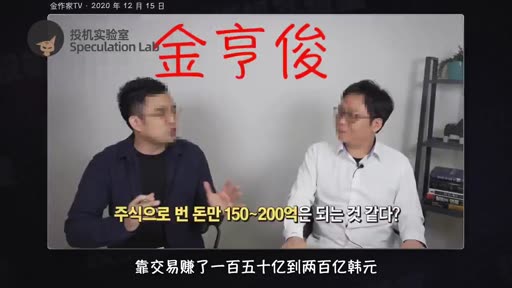 金作家TV · 2020 年 12 月 15 日
投机实验室
Speculation Lab
金亨俊
주식으로 번 돈만 150~200억은 되는 것 같다?
靠交易赚了一百五十亿到两百亿韩元